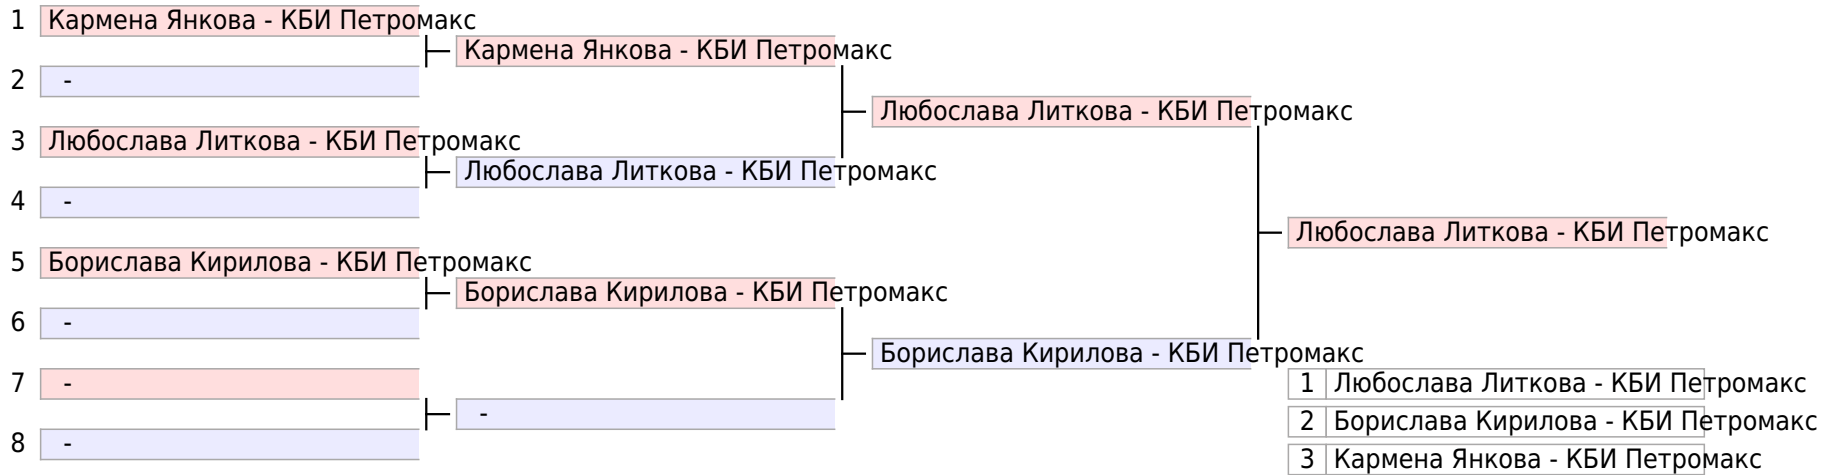 1 Кармена Янкова - КБИ Петромакс
Кармена Янкова - КБИ Петромакс
2 -
Любослава Литкова - КБИ Петромакс
3 Любослава Литкова - КБИ Петромакс
Любослава Литкова - КБИ Петромакс
4 -
Любослава Литкова - КБИ Петромакс
5 Борислава Кирилова - КБИ Петромакс
Борислава Кирилова - КБИ Петромакс
6 -
Борислава Кирилова - КБИ Петромакс
7 -
-
8 -
1 Любослава Литкова - КБИ Петромакс
2 Борислава Кирилова - КБИ Петромакс
3 Кармена Янкова - КБИ Петромакс